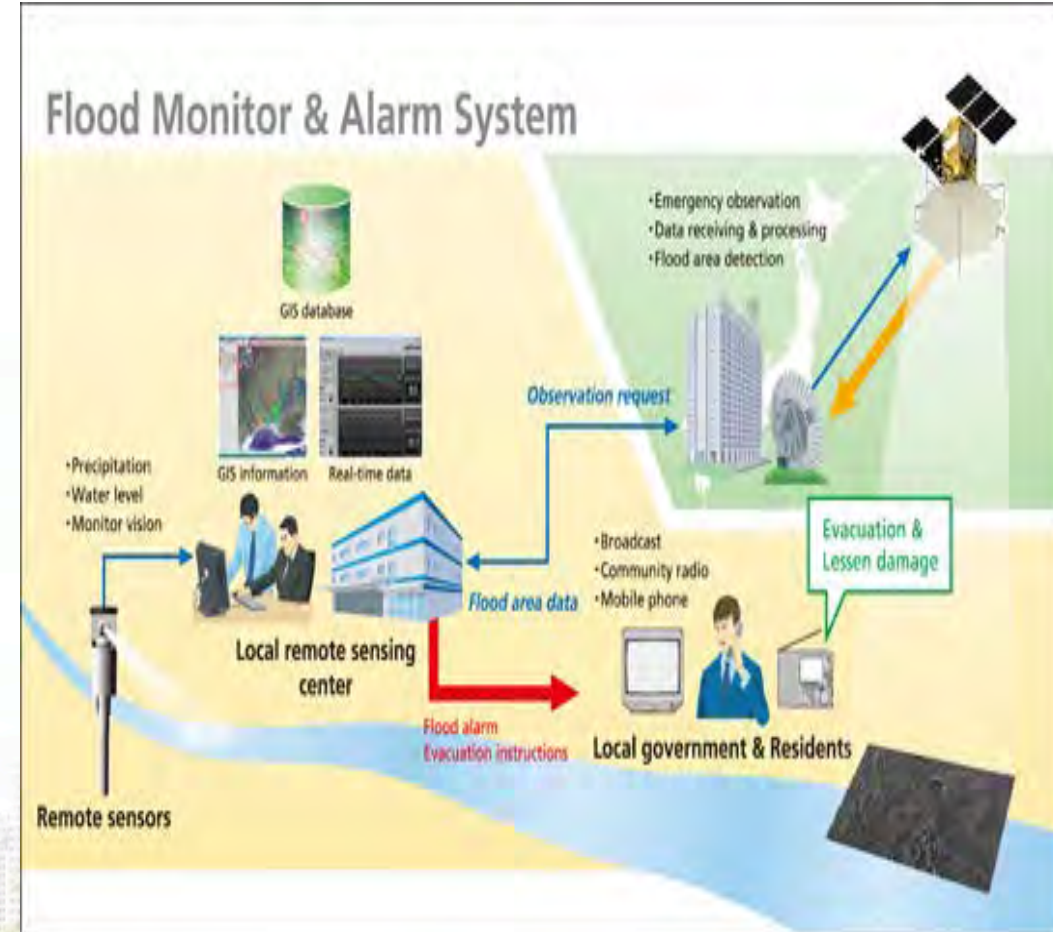 Flood Monitor & Alarm System
•Emergency observation
•Data receiving & processing
•Flood area detection
GIS database
GIS information
Real-time data
Observation request
•Precipitation
•Water level
•Monitor vision
Flood area data
•Broadcast
•Community radio
•Mobile phone
Evacuation &
Lessen damage
Local remote sensing
center
Flood alarm
Evacuation instructions
Local government & Residents
Remote sensors